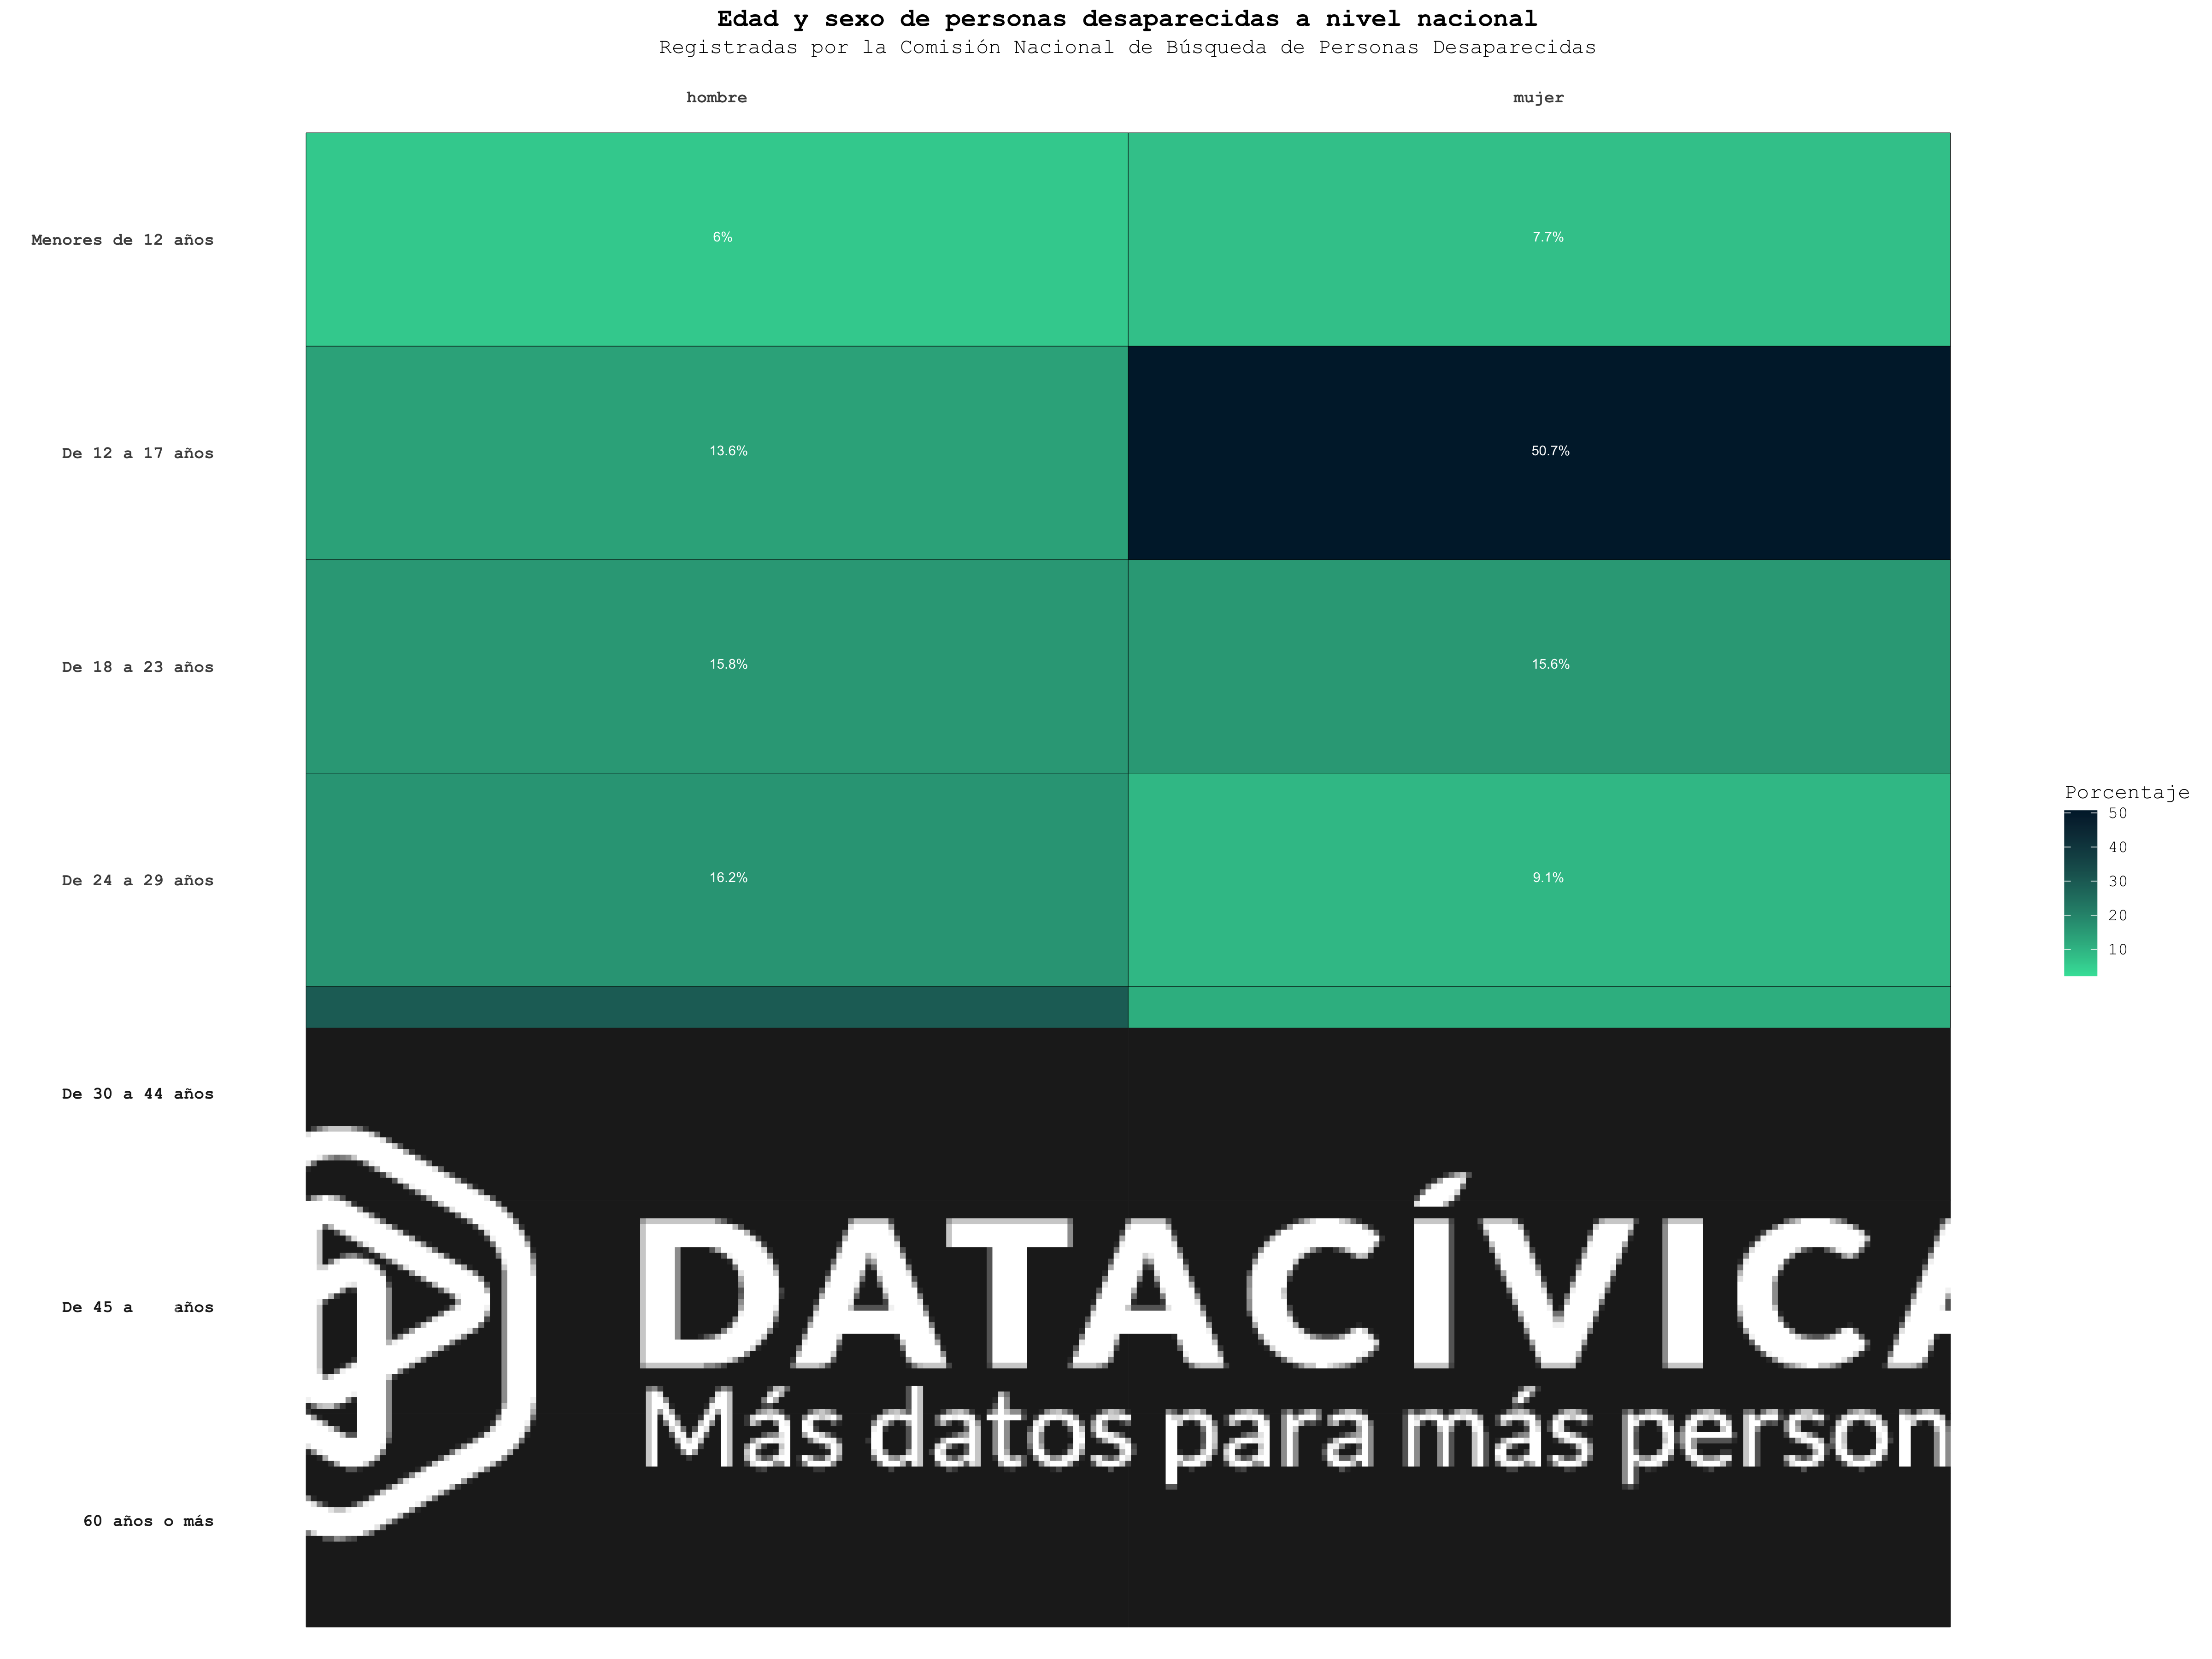 Edad y sexo de personas desaparecidas a nivel nacional
Registradas por la Comisión Nacional de Búsqueda de Personas Desaparecidas
hombre mujer
Menores de 12 años 6% 7.7%
De 12 a 17 años 13.6% 50.7%
De 18 a 23 años 15.8% 15.6%
De 24 a 29 años 16.2% 9.1%
Porcentaje
50
40
30
20
10
De 30 a 44 años
De 45 a años
60 años o más
DATACÍVICA
Más datos para más person